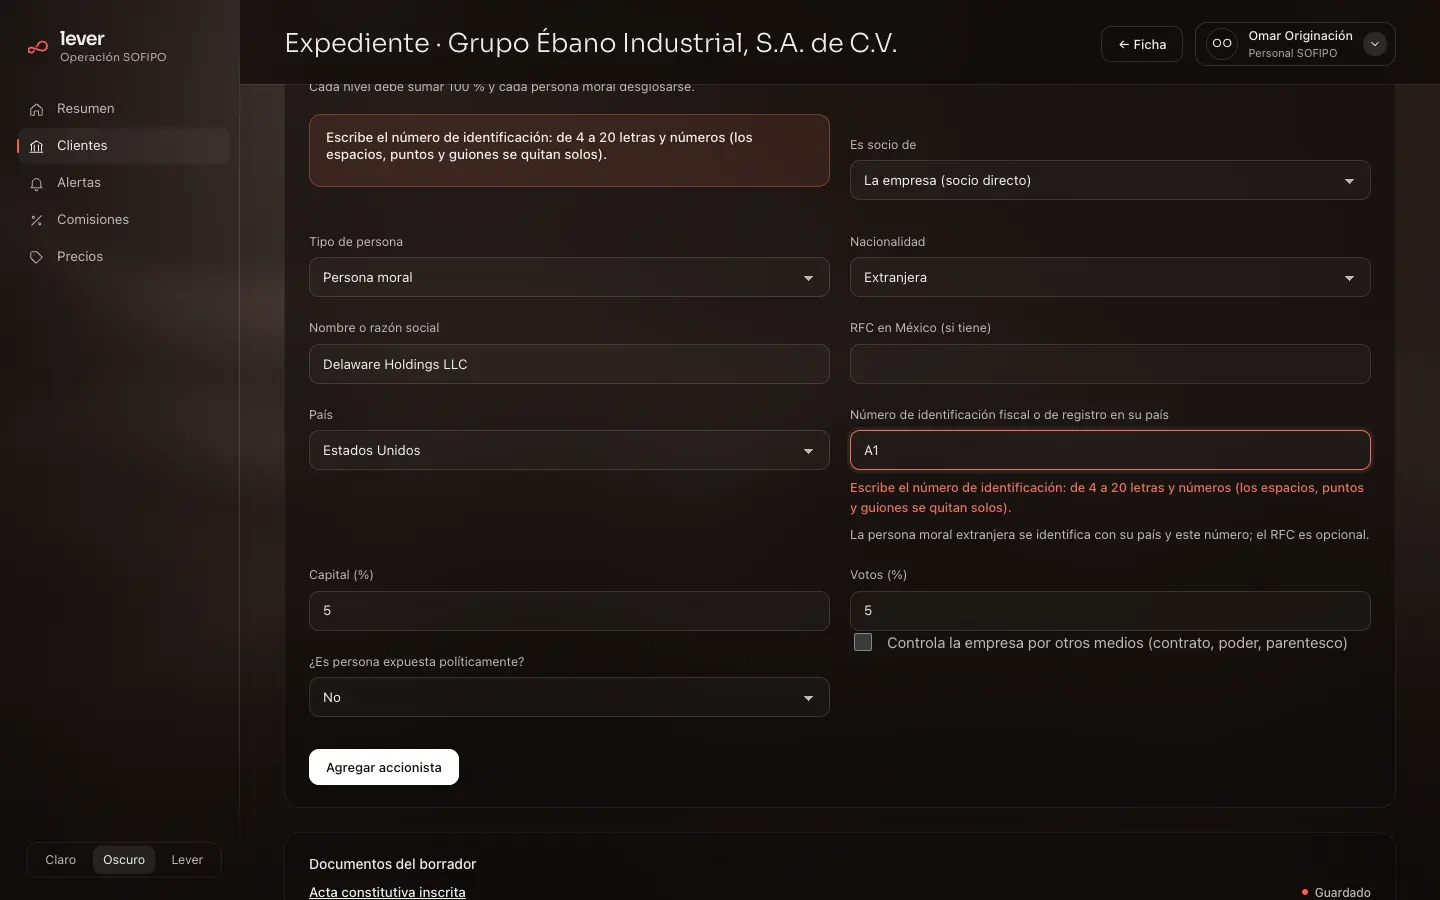 lever
Operación SOFIPO
Resumen
Clientes
Alertas
Comisiones
Precios
Claro
Oscuro
Lever
Expediente · Grupo Ébano Industrial, S.A. de C.V.
← Ficha
OO
Omar Originación
Personal SOFIPO
Cada nivel debe sumar 100 % y cada persona moral desglosarse.
Escribe el número de identificación: de 4 a 20 letras y números (los
espacios, puntos y guiones se quitan solos).
Es socio de
La empresa (socio directo)
Tipo de persona
Persona moral
Nacionalidad
Extranjera
Nombre o razón social
Delaware Holdings LLC
RFC en México (si tiene)
País
Estados Unidos
Número de identificación fiscal o de registro en su país
A1
Escribe el número de identificación: de 4 a 20 letras y números (los espacios, puntos
y guiones se quitan solos).
La persona moral extranjera se identifica con su país y este número; el RFC es opcional.
Capital (%)
5
Votos (%)
5
Controla la empresa por otros medios (contrato, poder, parentesco)
¿Es persona expuesta políticamente?
No
Agregar accionista
Documentos del borrador
Acta constitutiva inscrita
Guardado